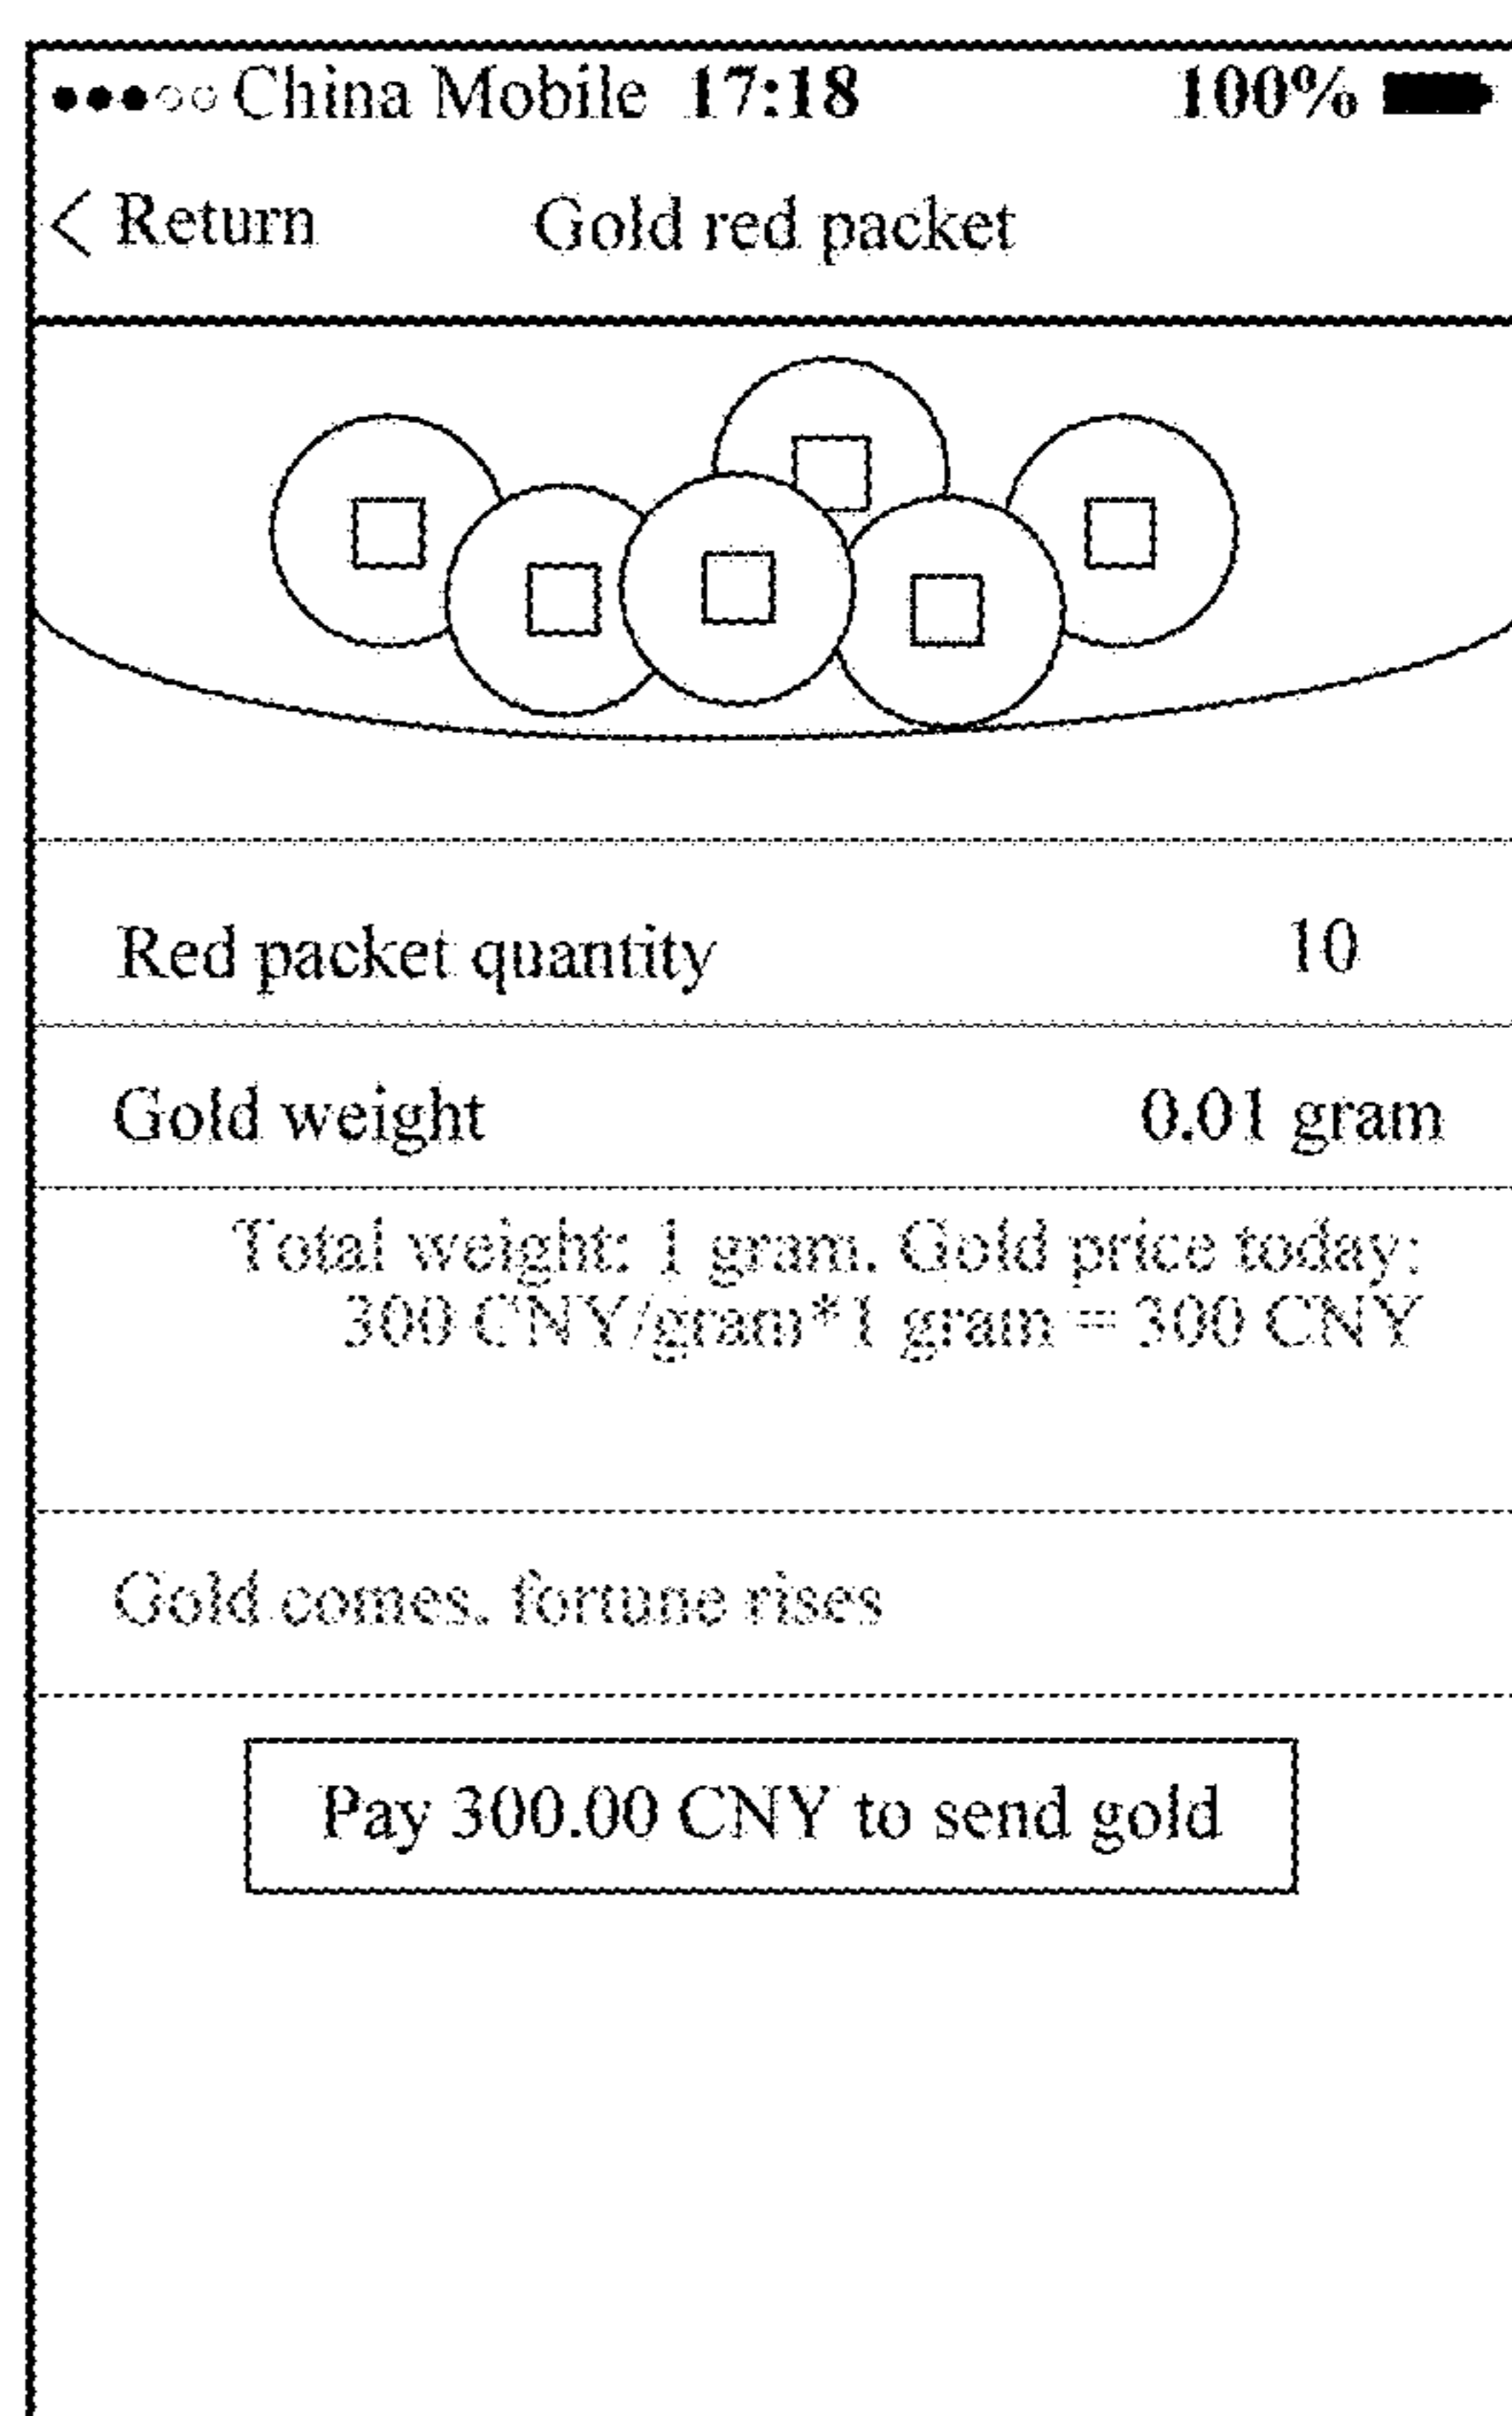 China Mobile 17:18 100%
< Return Gold red packet
Red packet quantity 10
Gold weight 0.01 gram
Total weight: 1 gram. Gold price today:
300 CNY/gram*1 gram = 300 CNY
Gold comes. fortune rises
Pay 300.00 CNY to send gold